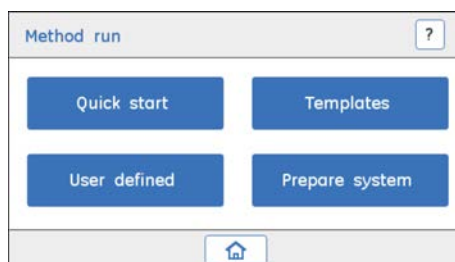 Method run ?
Quick start Templates
User defined Prepare system